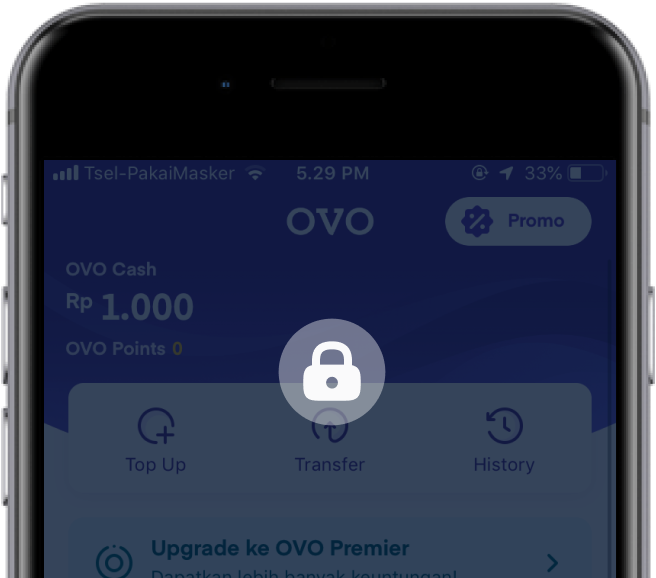 Tsel-PakaiMasker 5.29 PM 33%
OVO Promo
OVO Cash
Rp 1.000
OVO Points 0
Top Up Transfer History
Upgrade ke OVO Premier
Dapatkan lebih banyak keuntungan!